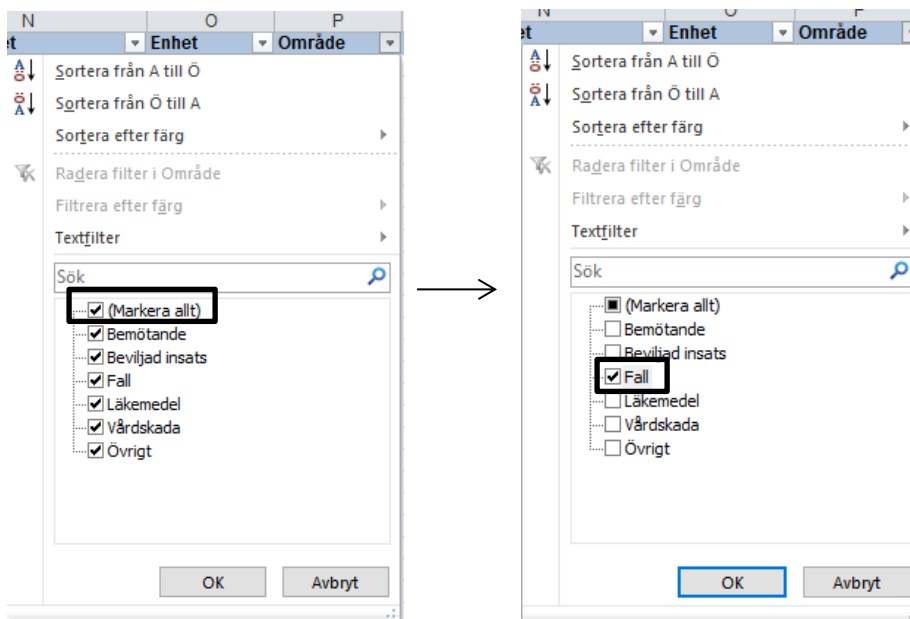 N O P
et Enhet Område
Sortera från A till Ö
Sortera från Ö till A
Sortera efter färg
Radera filter i Område
Filtrera efter färg
Textfilter
Sök
(Markera allt)
Bemötande
Beviljad insats
Fall
Läkemedel
Vårdskada
Övrigt
OK Avbryt
et Enhet Område
Sortera från A till Ö
Sortera från Ö till A
Sortera efter färg
Radera filter i Område
Filtrera efter färg
Textfilter
Sök
(Markera allt)
Bemötande
Beviljad insats
Fall
Läkemedel
Vårdskada
Övrigt
OK Avbryt